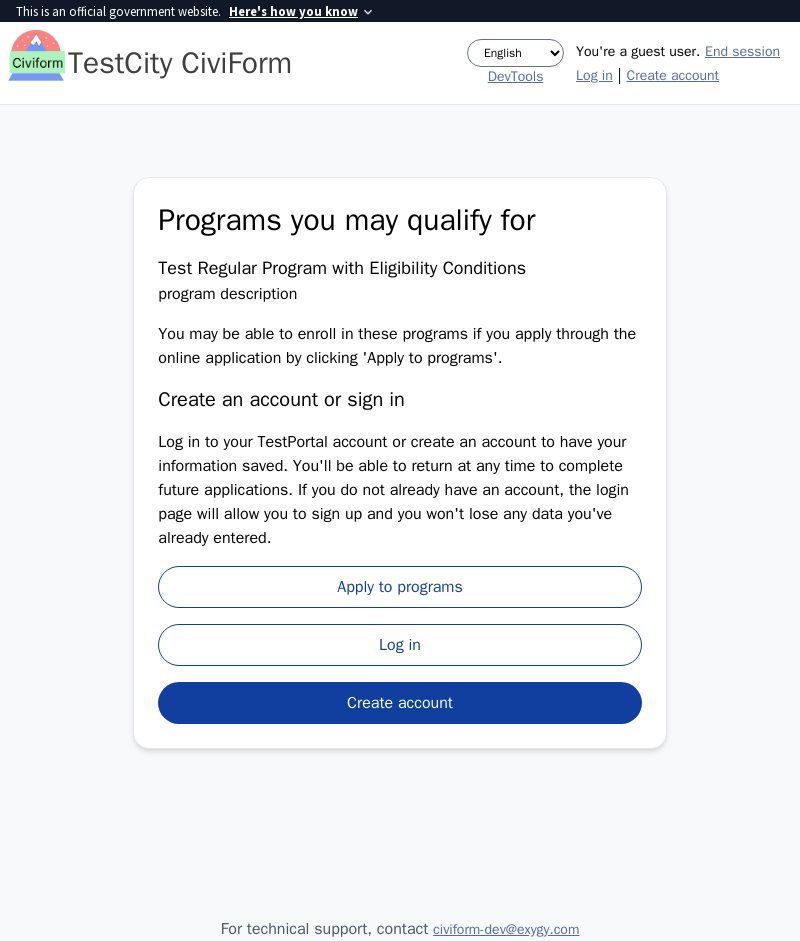 This is an official government website. Here's how you know
Civiform TestCity CiviForm
English
DevTools
You're a guest user. End session
Log in | Create account
Programs you may qualify for
Test Regular Program with Eligibility Conditions
program description
You may be able to enroll in these programs if you apply through the
online application by clicking 'Apply to programs'.
Create an account or sign in
Log in to your TestPortal account or create an account to have your
information saved. You'll be able to return at any time to complete
future applications. If you do not already have an account, the login
page will allow you to sign up and you won't lose any data you've
already entered.
Apply to programs
Log in
Create account
For technical support, contact civiform-dev@exygy.com